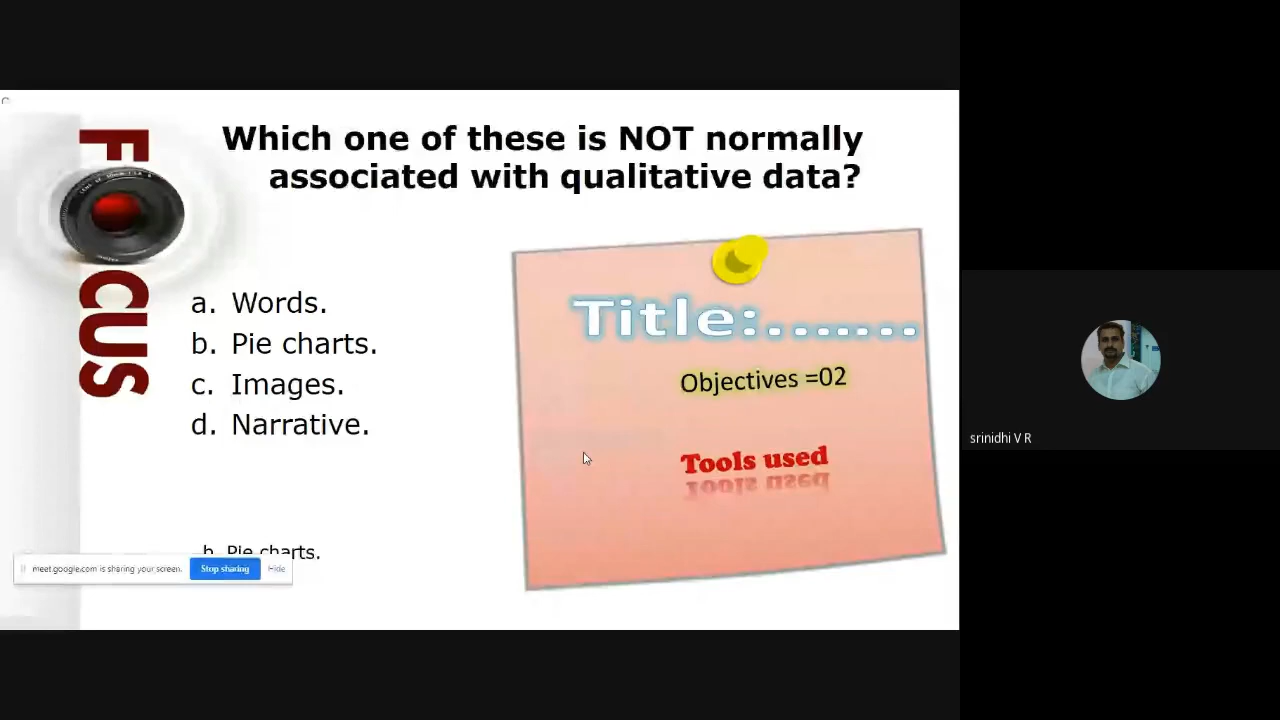 FOCUS
Which one of these is NOT normally
associated with qualitative data?
a. Words.
b. Pie charts.
c. Images.
d. Narrative.
b. Pie charts.
Title:.......
Objectives =02
Tools used
meet.google.com is sharing your screen.
Stop sharing
Hide
srinidhi V R